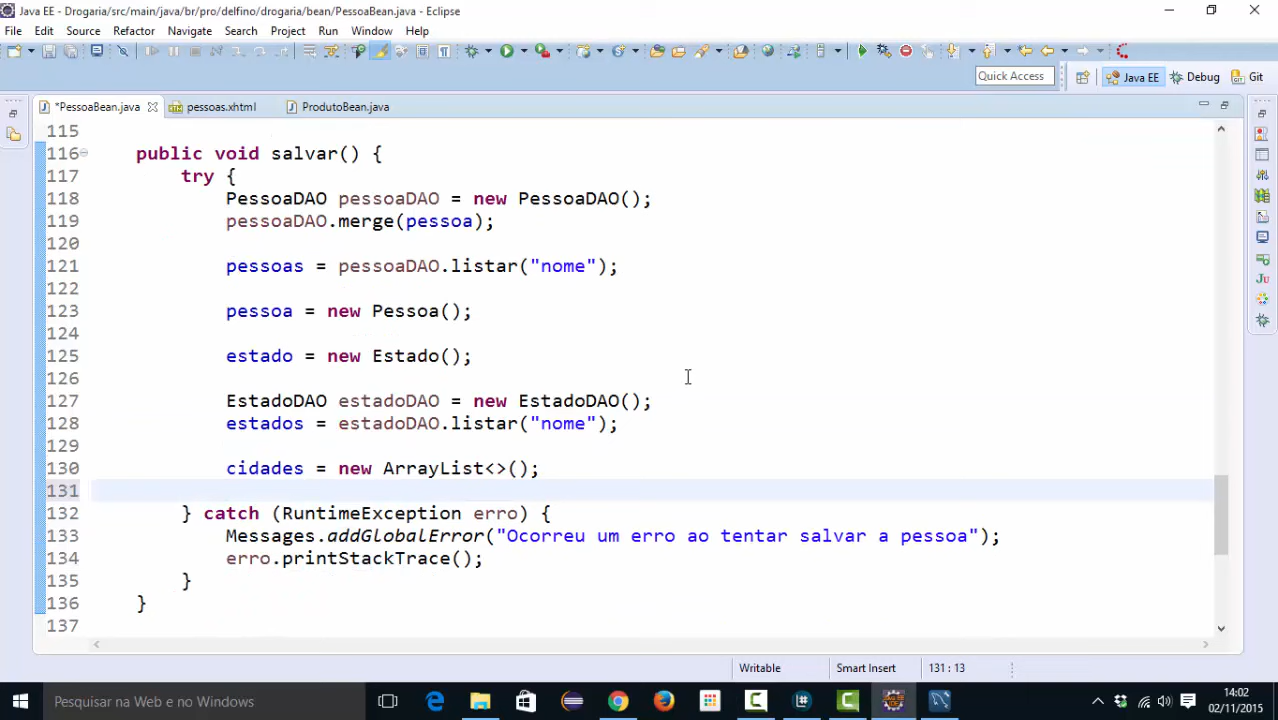 Java EE - Drogaria/src/main/java/br/pro/delfino/drogaria/bean/PessoaBean.java - Eclipse
File Edit Source Refactor Navigate Search Project Run Window Help
Quick Access Java EE Debug Git
*PessoaBean.java pessoas.xhtml ProdutoBean.java
115
116 public void salvar() {
117 try {
118 PessoaDAO pessoaDAO = new PessoaDAO();
119 pessoaDAO.merge(pessoa);
120
121 pessoas = pessoaDAO.listar("nome");
122
123 pessoa = new Pessoa();
124
125 estado = new Estado();
126
127 EstadoDAO estadoDAO = new EstadoDAO();
128 estados = estadoDAO.listar("nome");
129
130 cidades = new ArrayList<>();
131
132 } catch (RuntimeException erro) {
133 Messages.addGlobalError("Ocorreu um erro ao tentar salvar a pessoa");
134 erro.printStackTrace();
135 }
136 }
137
Writable Smart Insert 131 : 13
Pesquisar na Web e no Windows
14:02
02/11/2015